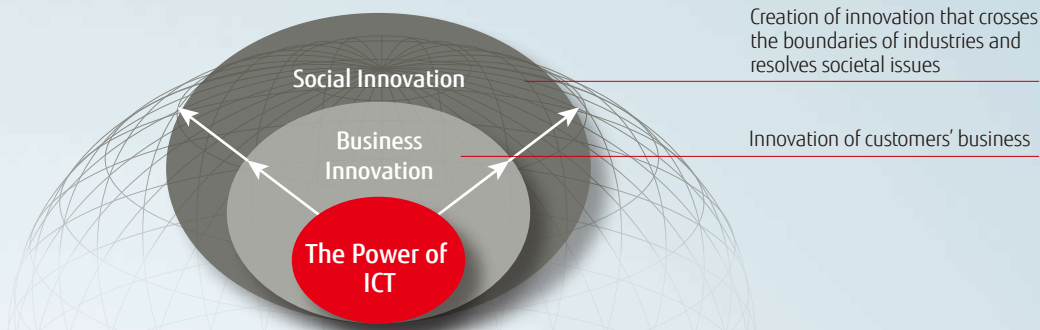 Creation of innovation that crosses
the boundaries of industries and
resolves societal issues
Social Innovation
Innovation of customers’ business
Business
Innovation
The Power of
ICT